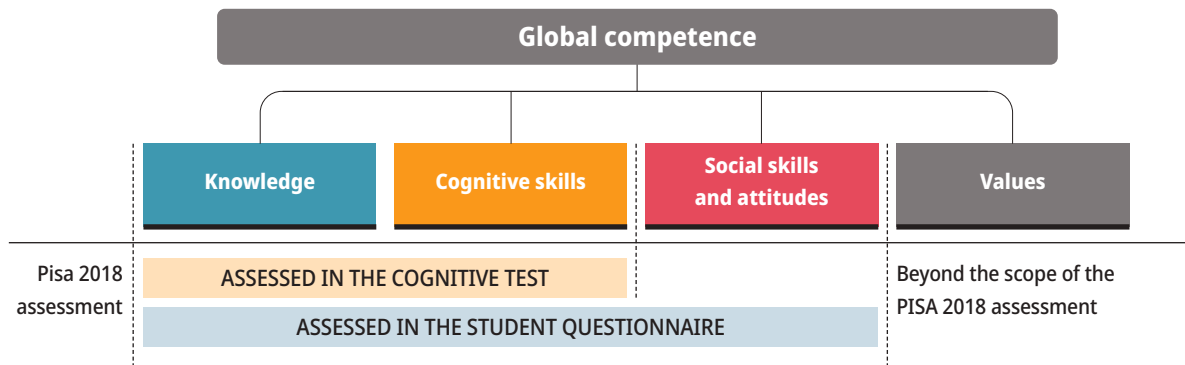 Global competence
Knowledge
Cognitive skills
Social skills
and attitudes
Values
Pisa 2018
assessment
ASSESSED IN THE COGNITIVE TEST
ASSESSED IN THE STUDENT QUESTIONNAIRE
Beyond the scope of the
PISA 2018 assessment